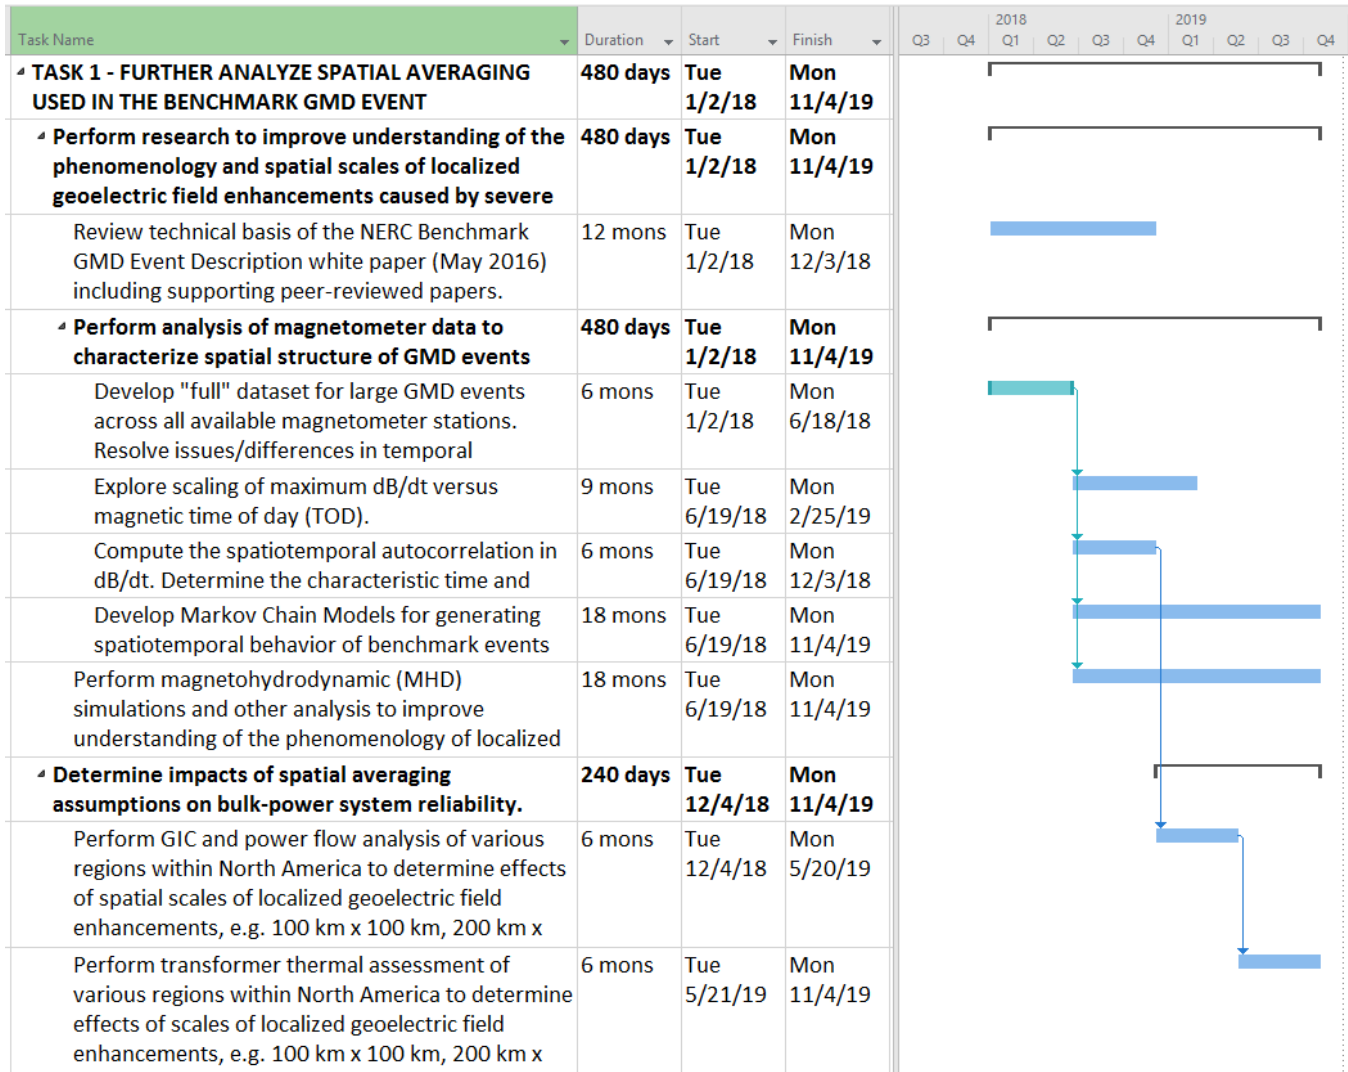 2018 2019
Task Name Duration Start Finish Q3 Q4 Q1 Q2 Q3 Q4 Q1 Q2 Q3 Q4
TASK 1 - FURTHER ANALYZE SPATIAL AVERAGING 480 days Tue Mon
USED IN THE BENCHMARK GMD EVENT 1/2/18 11/4/19
Perform research to improve understanding of the 480 days Tue Mon
phenomenology and spatial scales of localized 1/2/18 11/4/19
geoelectric field enhancements caused by severe
Review technical basis of the NERC Benchmark 12 mons Tue Mon
GMD Event Description white paper (May 2016) 1/2/18 12/3/18
including supporting peer-reviewed papers.
Perform analysis of magnetometer data to 480 days Tue Mon
characterize spatial structure of GMD events 1/2/18 11/4/19
Develop "full" dataset for large GMD events 6 mons Tue Mon
across all available magnetometer stations. 1/2/18 6/18/18
Resolve issues/differences in temporal
Explore scaling of maximum dB/dt versus 9 mons Tue Mon
magnetic time of day (TOD). 6/19/18 2/25/19
Compute the spatiotemporal autocorrelation in 6 mons Tue Mon
dB/dt. Determine the characteristic time and 6/19/18 12/3/18
Develop Markov Chain Models for generating 18 mons Tue Mon
spatiotemporal behavior of benchmark events 6/19/18 11/4/19
Perform magnetohydrodynamic (MHD) 18 mons Tue Mon
simulations and other analysis to improve 6/19/18 11/4/19
understanding of the phenomenology of localized
Determine impacts of spatial averaging 240 days Tue Mon
assumptions on bulk-power system reliability. 12/4/18 11/4/19
Perform GIC and power flow analysis of various 6 mons Tue Mon
regions within North America to determine effects 12/4/18 5/20/19
of spatial scales of localized geoelectric field
enhancements, e.g. 100 km x 100 km, 200 km x
Perform transformer thermal assessment of 6 mons Tue Mon
various regions within North America to determine 5/21/19 11/4/19
effects of scales of localized geoelectric field
enhancements, e.g. 100 km x 100 km, 200 km x